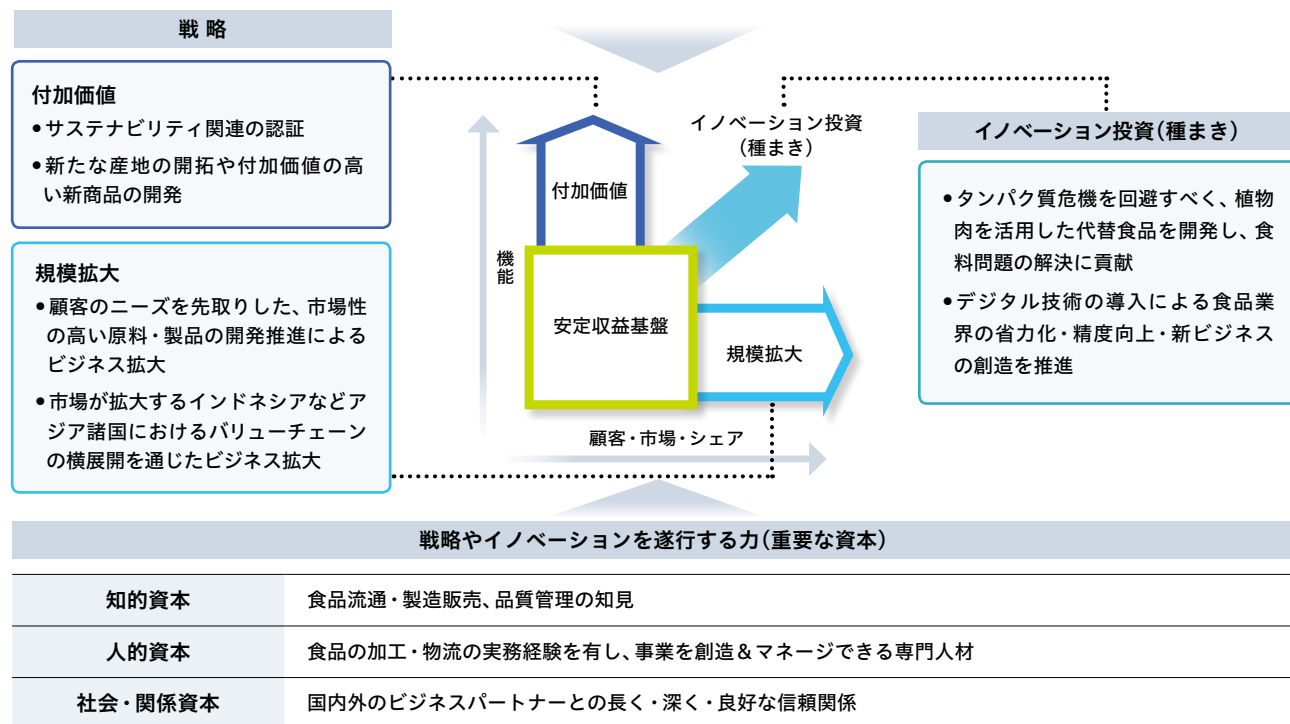 戦 略
付加価値
•サステナビリティ関連の認証
•新たな産地の開拓や付加価値の高
い新商品の開発
規模拡大
•顧客のニーズを先取りした、市場性
の高い原料・製品の開発推進による
ビジネス拡大
•市場が拡大するインドネシアなどア
ジア諸国におけるバリューチェーン
の横展開を通じたビジネス拡大
機能
付加価値
イノベーション投資
（種まき）
安定収益基盤
規模拡大
顧客・市場・シェア
イノベーション投資（種まき）
•タンパク質危機を回避すべく、植物
肉を活用した代替食品を開発し、食
料問題の解決に貢献
•デジタル技術の導入による食品業
界の省力化・精度向上・新ビジネス
の創造を推進
戦略やイノベーションを遂行する力（重要な資本）
知的資本 食品流通・製造販売、品質管理の知見
人的資本 食品の加工・物流の実務経験を有し、事業を創造＆マネージできる専門人材
社会・関係資本 国内外のビジネスパートナーとの長く・深く・良好な信頼関係